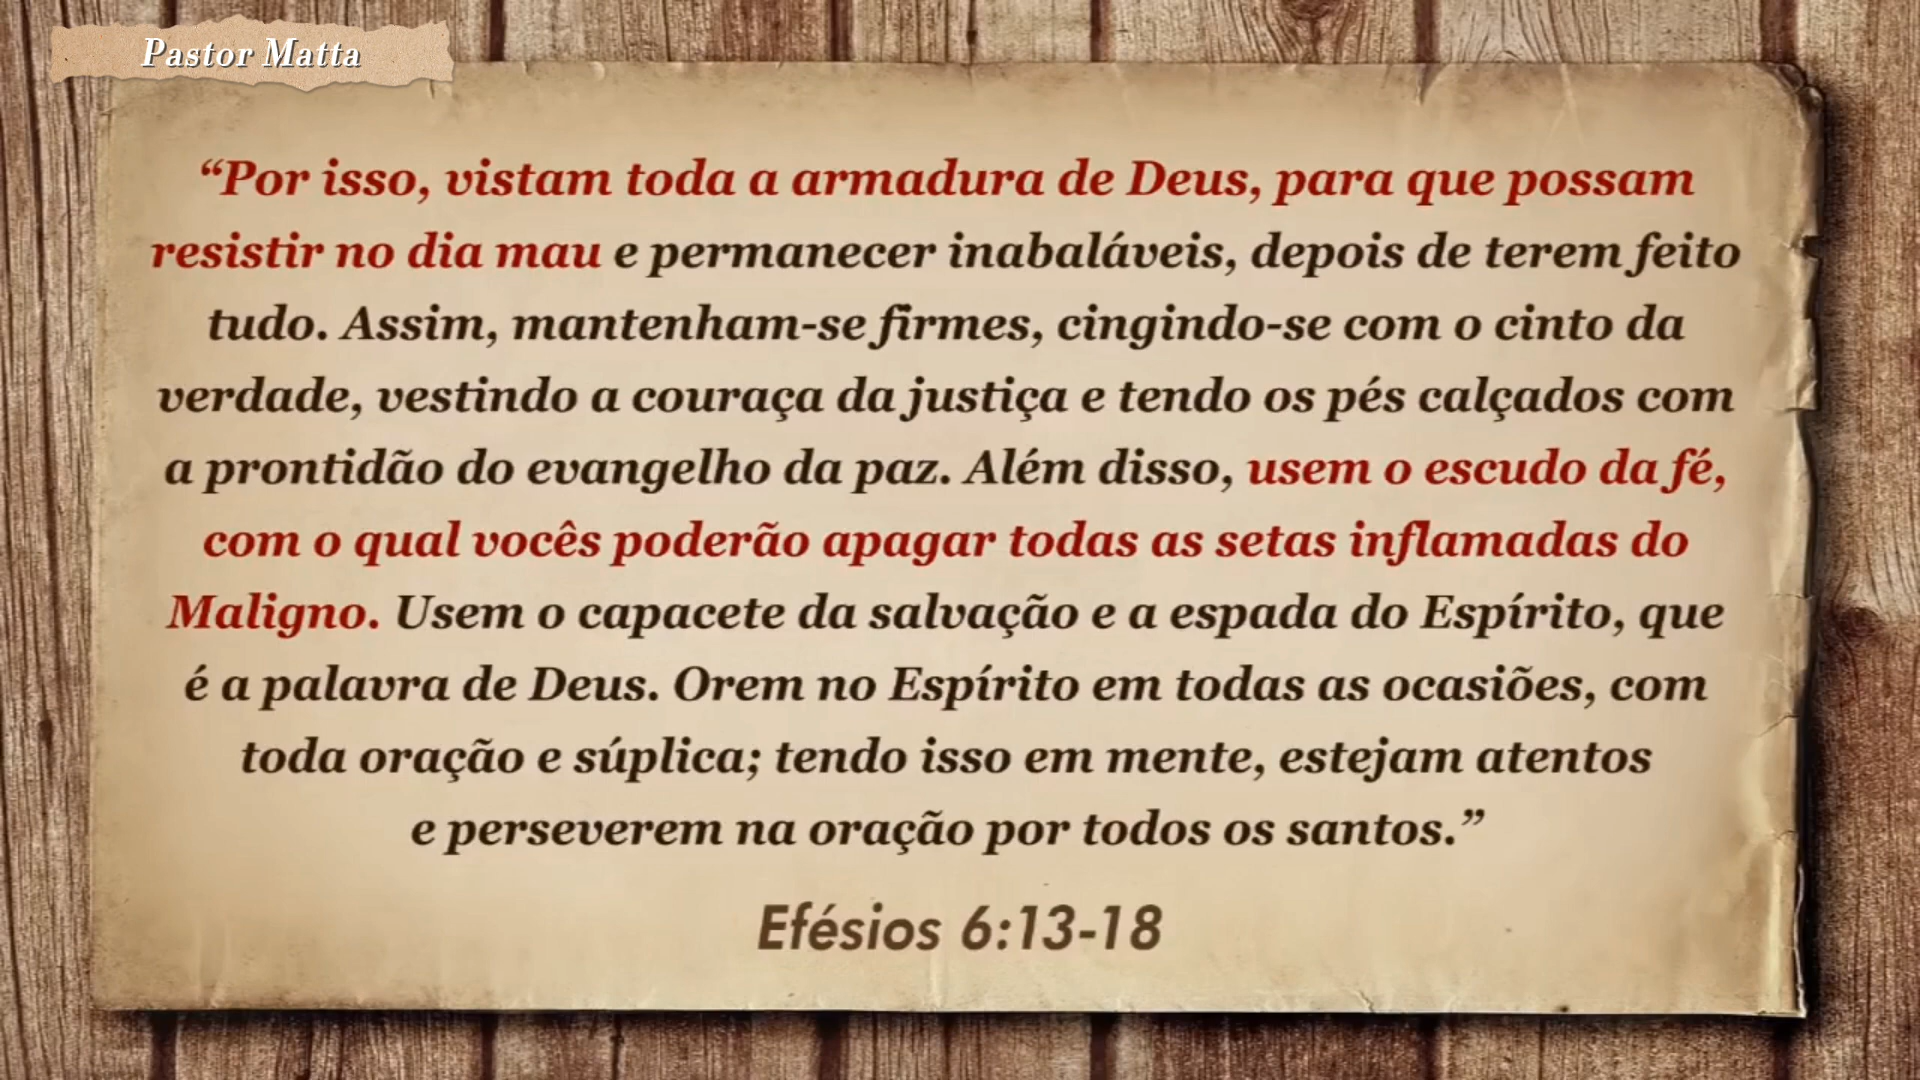 Pastor Matta
“Por isso, vistam toda a armadura de Deus, para que possam
resistir no dia mau e permanecer inabaláveis, depois de terem feito
tudo. Assim, mantenham-se firmes, cingindo-se com o cinto da
verdade, vestindo a couraça da justiça e tendo os pés calçados com
a prontidão do evangelho da paz. Além disso, usem o escudo da fé,
com o qual vocês poderão apagar todas as setas inflamadas do
Maligno. Usem o capacete da salvação e a espada do Espírito, que
é a palavra de Deus. Orem no Espírito em todas as ocasiões, com
toda oração e súplica; tendo isso em mente, estejam atentos
e perseverem na oração por todos os santos.”
Efésios 6:13-18